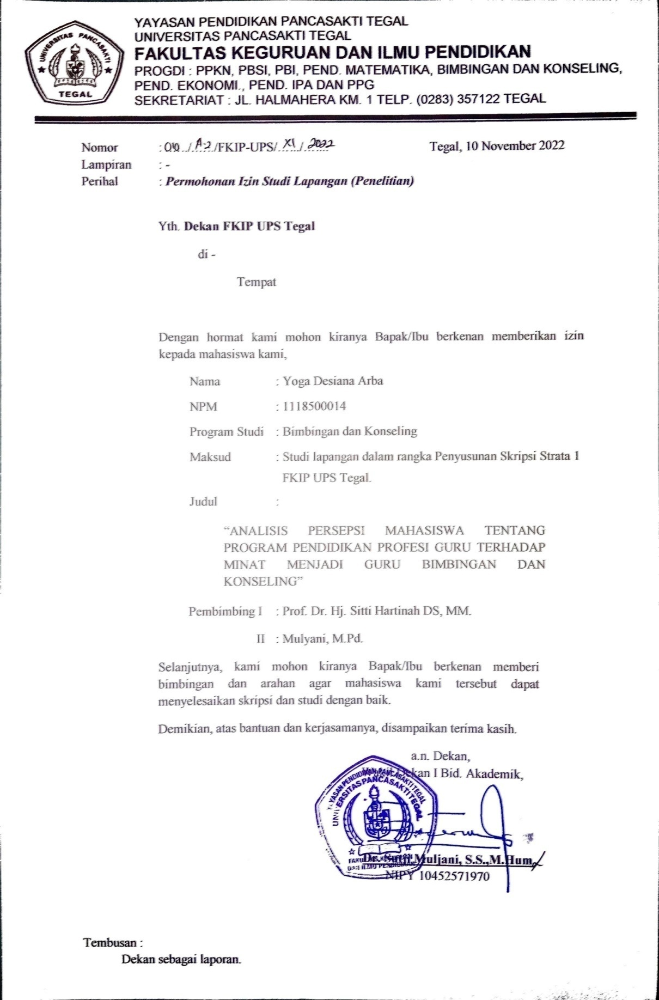 YAYASAN PENDIDIKAN PANCASAKTI TEGAL
UNIVERSITAS PANCASAKTI TEGAL
FAKULTAS KEGURUAN DAN ILMU PENDIDIKAN
PROGDI : PPKN, PBSI, PBI, PEND. MATEMATIKA, BIMBINGAN DAN KONSELING,
PEND. EKONOMI., PEND. IPA DAN PPG
SEKRETARIAT : JL. HALMAHERA KM. 1 TELP. (0283) 357122 TEGAL
UNIVERSITAS PANCASAKTI
TEGAL
Nomor : /A-2/FKIP-UPS/ XI / 2022 Tegal, 10 November 2022
Lampiran : -
Perihal : Permohonan Izin Studi Lapangan (Penelitian)
Yth. Dekan FKIP UPS Tegal
di -
Tempat
Dengan hormat kami mohon kiranya Bapak/Ibu berkenan memberikan izin
kepada mahasiswa kami,
Nama : Yoga Desiana Arba
NPM : 1118500014
Program Studi : Bimbingan dan Konseling
Maksud : Studi lapangan dalam rangka Penyusunan Skripsi Strata 1
FKIP UPS Tegal.
Judul :
“ANALISIS PERSEPSI MAHASISWA TENTANG
PROGRAM PENDIDIKAN PROFESI GURU TERHADAP
MINAT MENJADI GURU BIMBINGAN DAN
KONSELING”
Pembimbing I : Prof. Dr. Hj. Sitti Hartinah DS, MM.
II : Mulyani, M.Pd.
Selanjutnya, kami mohon kiranya Bapak/Ibu berkenan memberi
bimbingan dan arahan agar mahasiswa kami tersebut dapat
menyelesaikan skripsi dan studi dengan baik.
Demikian, atas bantuan dan kerjasamanya, disampaikan terima kasih.
a.n. Dekan,
Wakil Dekan I Bid. Akademik,
YAYASAN PENDIDIKAN PANCASAKTI TEGAL
UNIVERSITAS PANCASAKTI TEGAL
FAKULTAS KEGURUAN
DAN ILMU PENDIDIKAN
Dr. Suriswo Muljani, S.S.,M.Hum
NIPY 10452571970
Tembusan :
Dekan sebagai laporan.